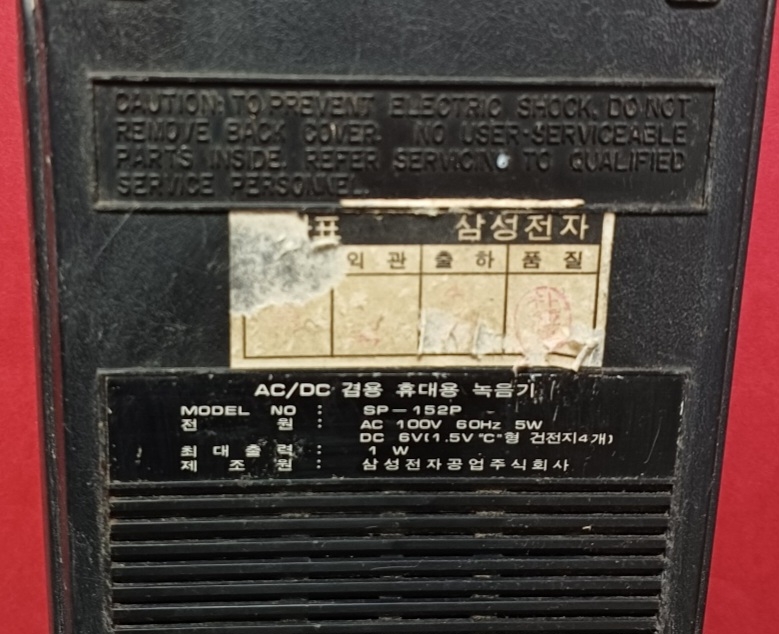 CAUTION: TO PREVENT ELECTRIC SHOCK. DO NOT
REMOVE BACK COVER. NO USER-SERVICEABLE
PARTS INSIDE. REFER SERVICING TO QUALIFIED
SERVICE PERSONNEL.
표 삼성전자
외관 출하 품질
AC/DC 겸용 휴대용 녹음기
MODEL NO : SP-152P
전 원 : AC 100V 60Hz 5W
DC 6V(1.5V "C"형 건전지4개)
최대출력 : 1 W
제조원 : 삼성전자공업주식회사